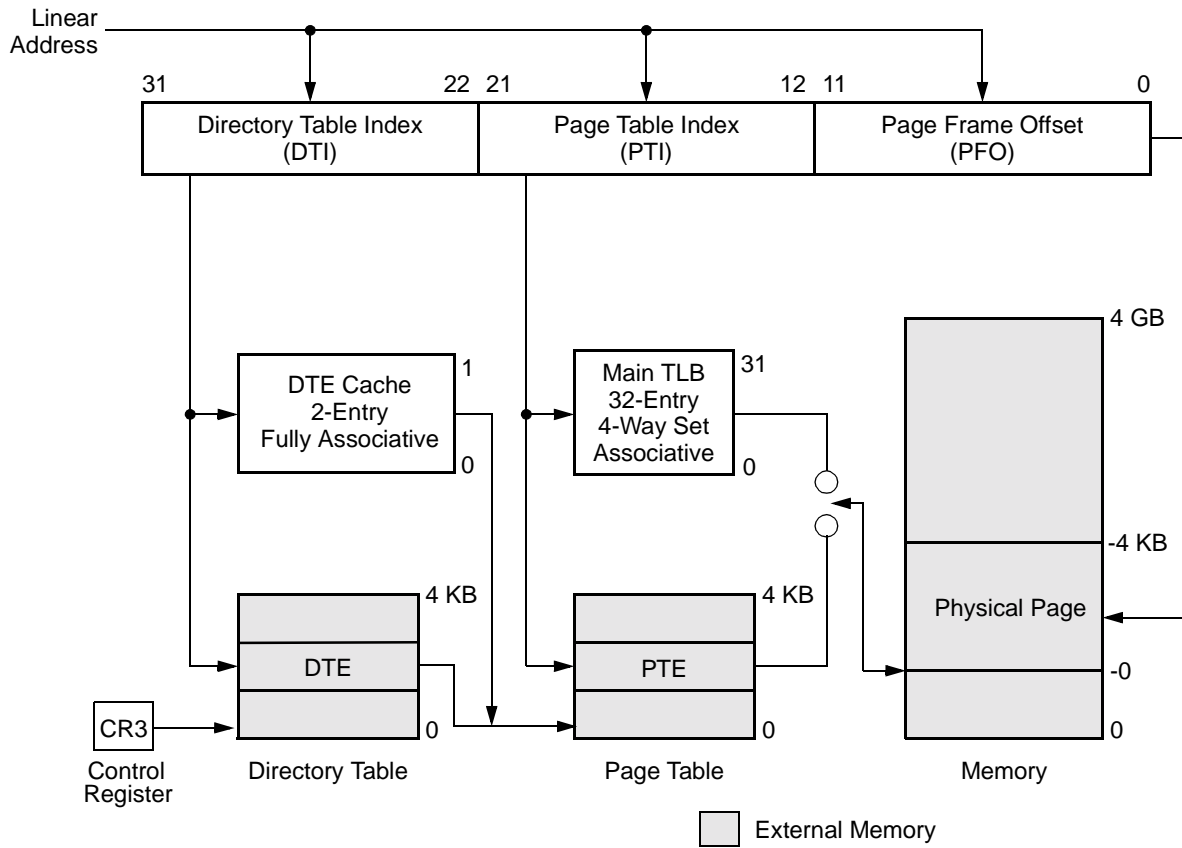 Linear
Address
31 22 21 12 11 0
Directory Table Index
(DTI)
Page Table Index
(PTI)
Page Frame Offset
(PFO)
4 GB
DTE Cache
2-Entry
Fully Associative
1
0
Main TLB
32-Entry
4-Way Set
Associative
31
0
-4 KB
Physical Page
-0
0
4 KB
DTE
0
4 KB
PTE
0
CR3
Control
Register
Directory Table
Page Table
Memory
External Memory